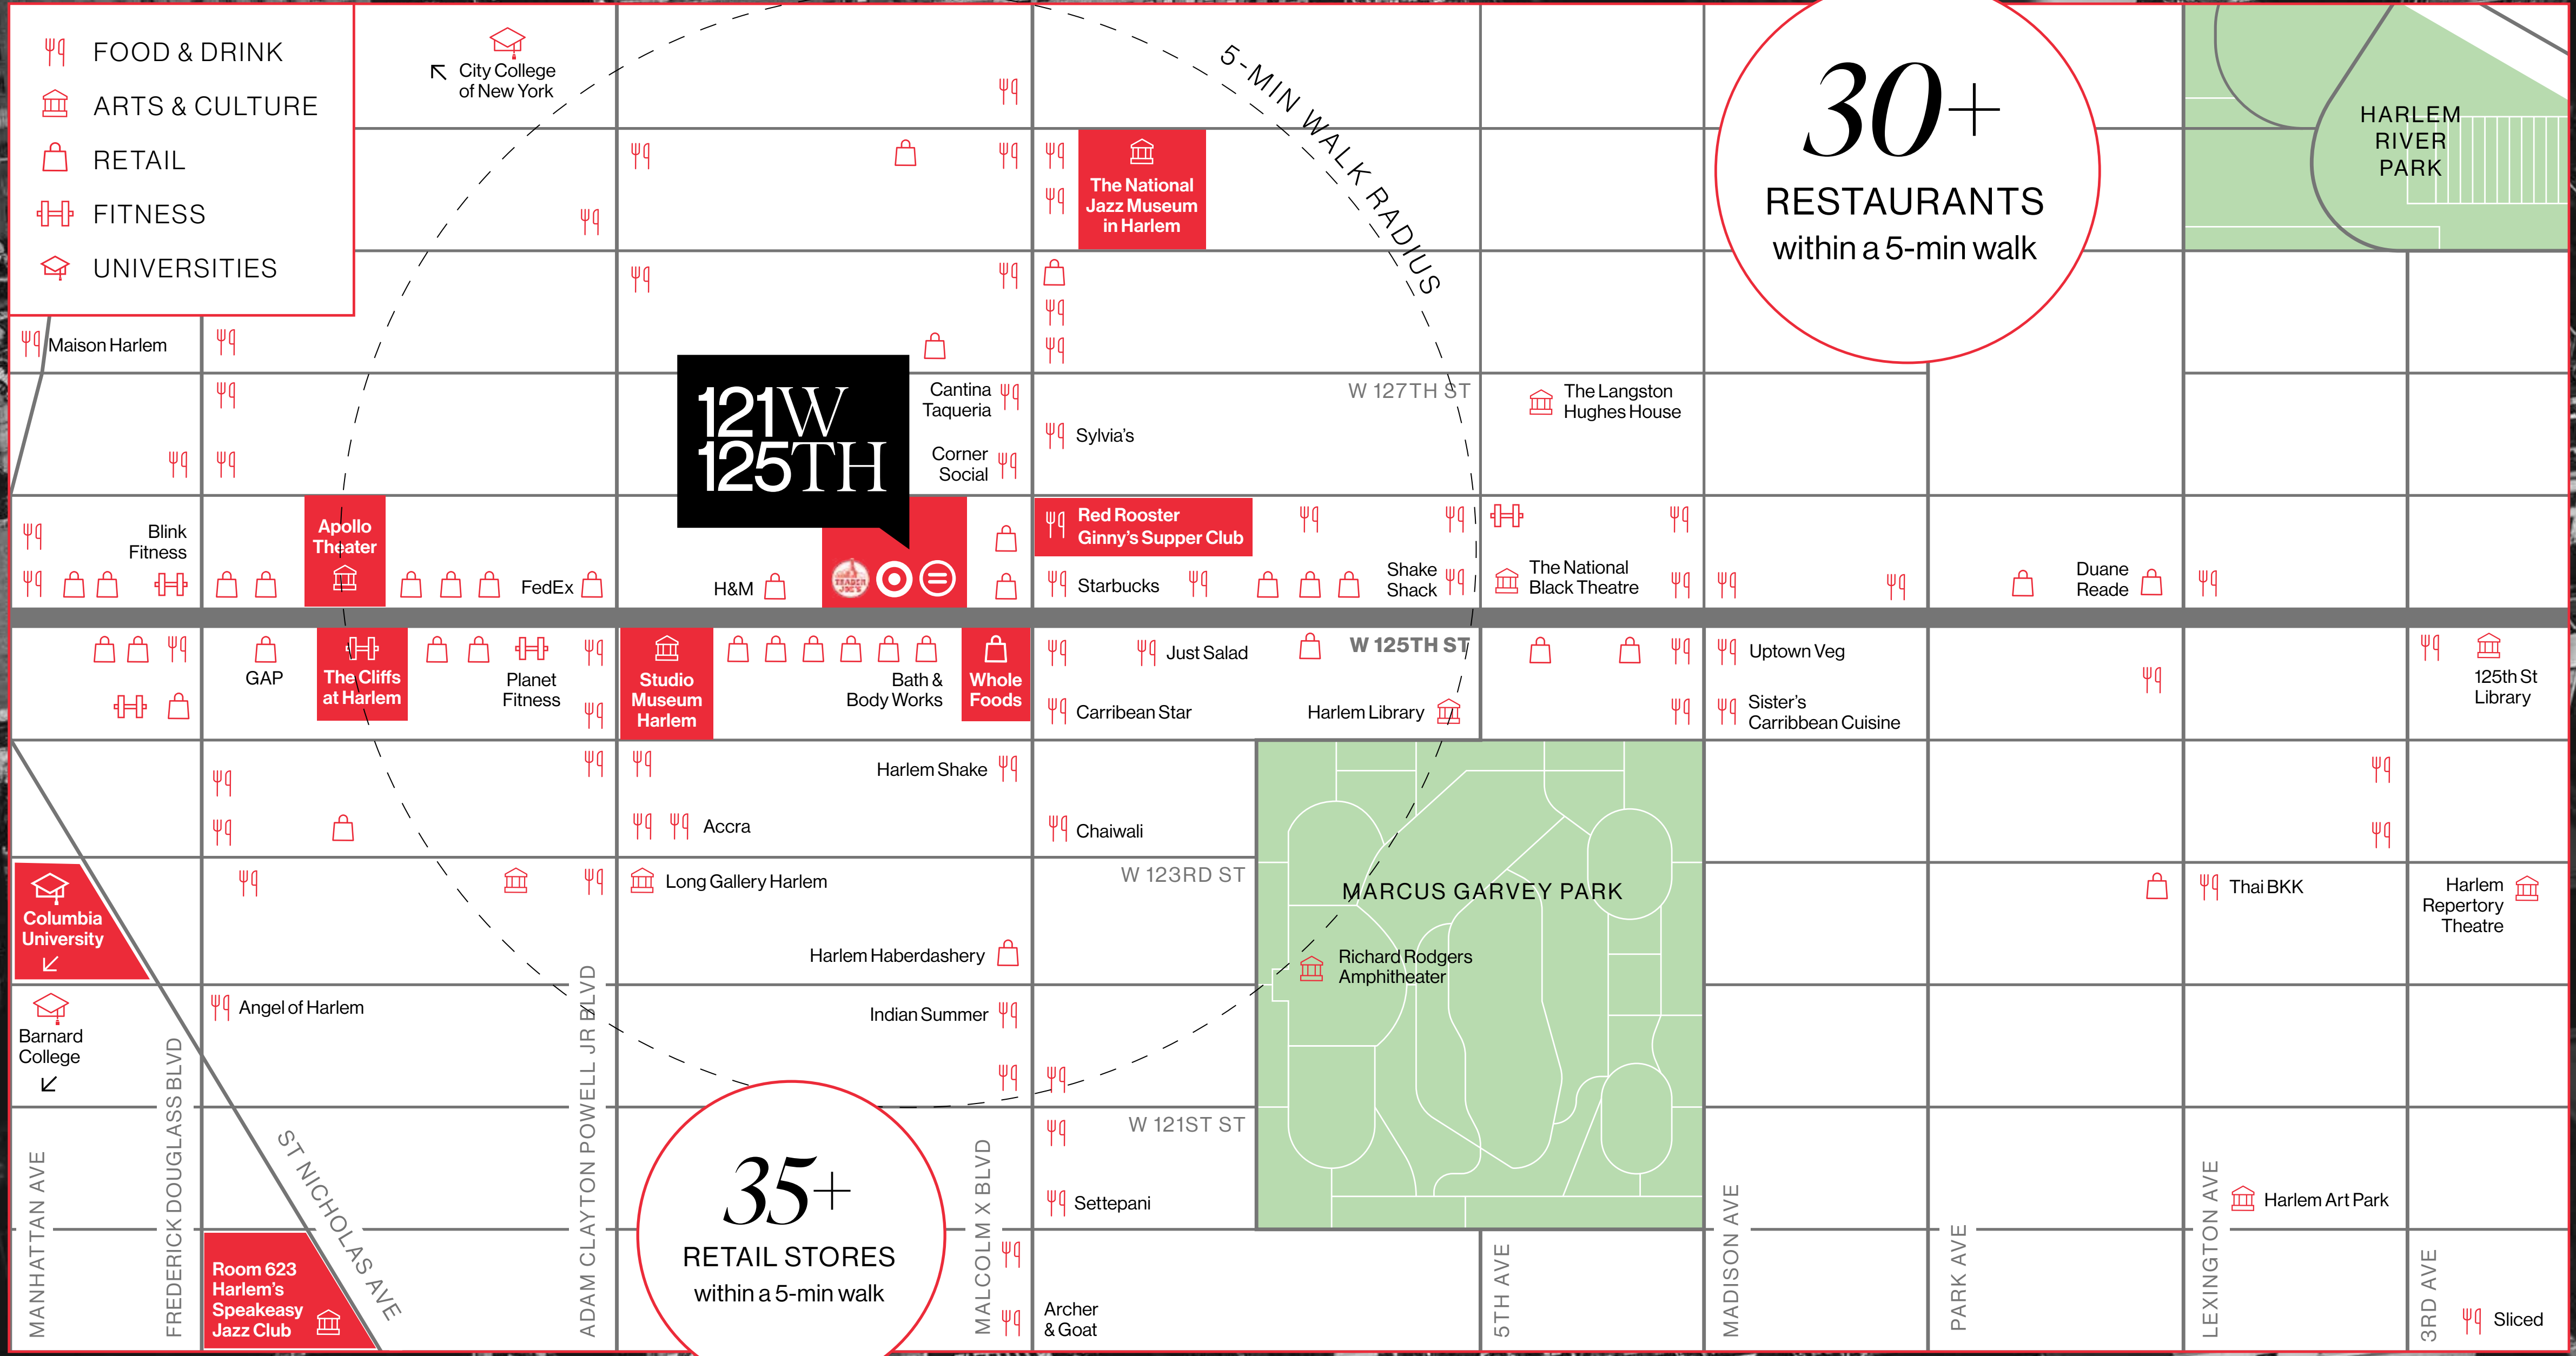 FOOD & DRINK
ARTS & CULTURE
RETAIL
FITNESS
UNIVERSITIES
City College
of New York
5-MIN WALK RADIUS
30+
RESTAURANTS
within a 5-min walk
HARLEM
RIVER
PARK
The National
Jazz Museum
in Harlem
Maison Harlem
121W
125TH
Cantina
Taqueria
Corner
Social
W 127TH ST
Sylvia's
The Langston
Hughes House
Blink
Fitness
Apollo
Theater
FedEx
H&M
TRADER
JOE'S
Red Rooster
Ginny's Supper Club
Starbucks
Shake
Shack
The National
Black Theatre
Duane
Reade
GAP
The Cliffs
at Harlem
Planet
Fitness
Studio
Museum
Harlem
Bath &
Body Works
Whole
Foods
Just Salad
W 125TH ST
Carribean Star
Harlem Library
Uptown Veg
Sister's
Carribbean Cuisine
125th St
Library
Harlem Shake
Accra
Chaiwali
Columbia
University
Long Gallery Harlem
W 123RD ST
MARCUS GARVEY PARK
Thai BKK
Harlem
Repertory
Theatre
Harlem Haberdashery
Richard Rodgers
Amphitheater
Barnard
College
Angel of Harlem
Indian Summer
W 121ST ST
35+
RETAIL STORES
within a 5-min walk
Settepani
Harlem Art Park
Room 623
Harlem's
Speakeasy
Jazz Club
Archer
& Goat
Sliced
MANHATTAN AVE
FREDERICK DOUGLASS BLVD
ST NICHOLAS AVE
ADAM CLAYTON POWELL JR BLVD
MALCOLM X BLVD
5TH AVE
MADISON AVE
PARK AVE
LEXINGTON AVE
3RD AVE